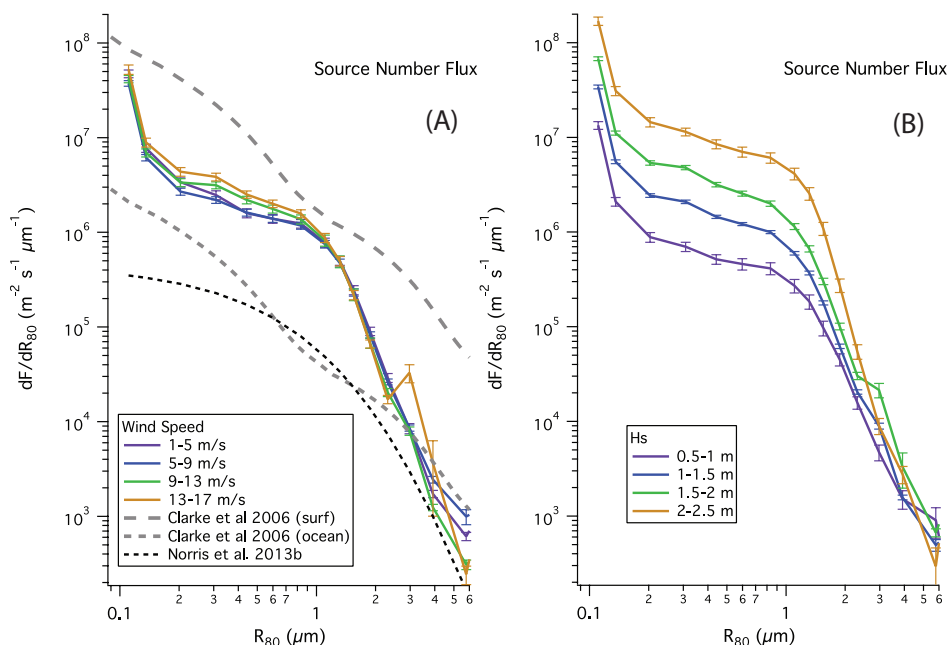 Source Number Flux
(A)
dF/dR80 (m-2 s-1 µm-1)
10^8
10^7
10^6
10^5
10^4
10^3
Wind Speed
1-5 m/s
5-9 m/s
9-13 m/s
13-17 m/s
Clarke et al 2006 (surf)
Clarke et al 2006 (ocean)
Norris et al. 2013b
0.1
2 3 4 5 6 7
1
2 3 4 5 6
R80 (µm)
Source Number Flux
(B)
dF/dR80 (m-2 s-1 µm-1)
10^8
10^7
10^6
10^5
10^4
10^3
Hs
0.5-1 m
1-1.5 m
1.5-2 m
2-2.5 m
0.1
2 3 4 5 6 7
1
2 3 4 5 6
R80 (µm)